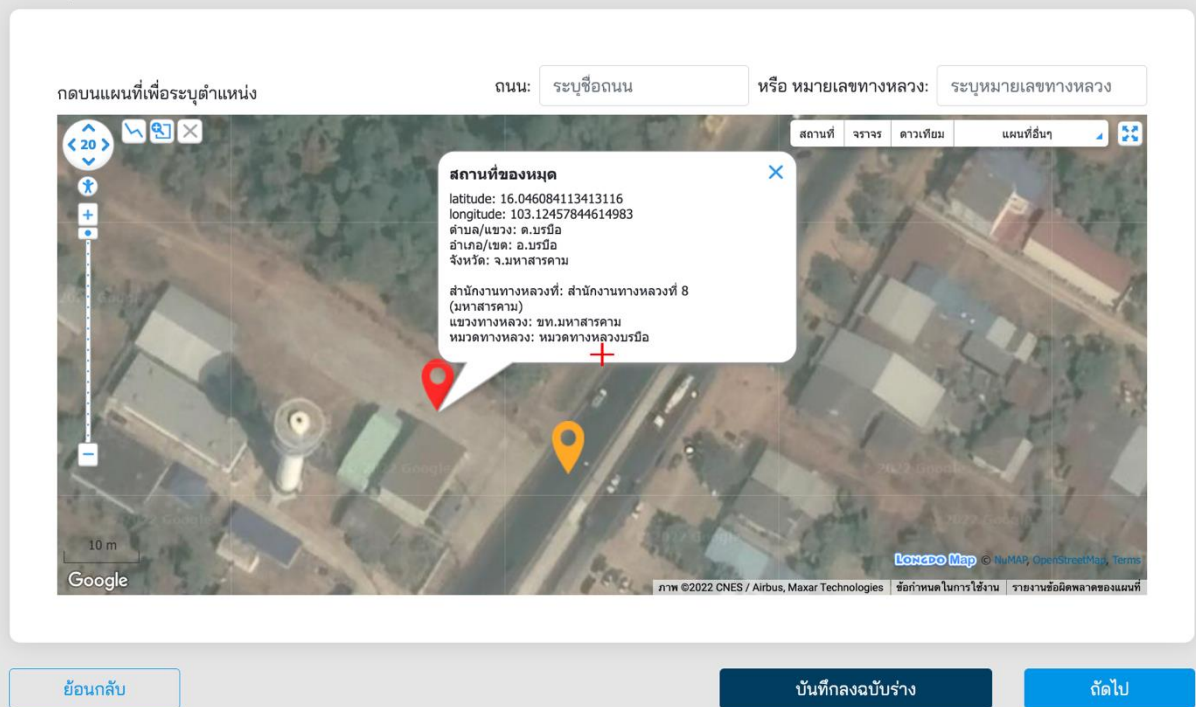 กดบนแผนที่เพื่อระบุตำแหน่ง
ถนน: ระบุชื่อถนน หรือ หมายเลขทางหลวง: ระบุหมายเลขทางหลวง
20
สถานที่ จราจร ดาวเทียม แผนที่อื่นๆ
สถานที่ของหมุด
latitude: 16.046084113413116
longitude: 103.12457844614983
ตำบล/แขวง: ต.บรบือ
อำเภอ/เขต: อ.บรบือ
จังหวัด: จ.มหาสารคาม
สำนักงานทางหลวงที่: สำนักงานทางหลวงที่ 8
(มหาสารคาม)
แขวงทางหลวง: ขท.มหาสารคาม
หมวดทางหลวง: หมวดทางหลวงบรบือ
2022 Google
10 m
Google
LONGDO Map © NuMAP, OpenStreetMap, Terms
ภาพ ©2022 CNES / Airbus, Maxar Technologies ข้อกำหนดในการใช้งาน รายงานข้อผิดพลาดของแผนที่
ย้อนกลับ บันทึกลงฉบับร่าง ถัดไป